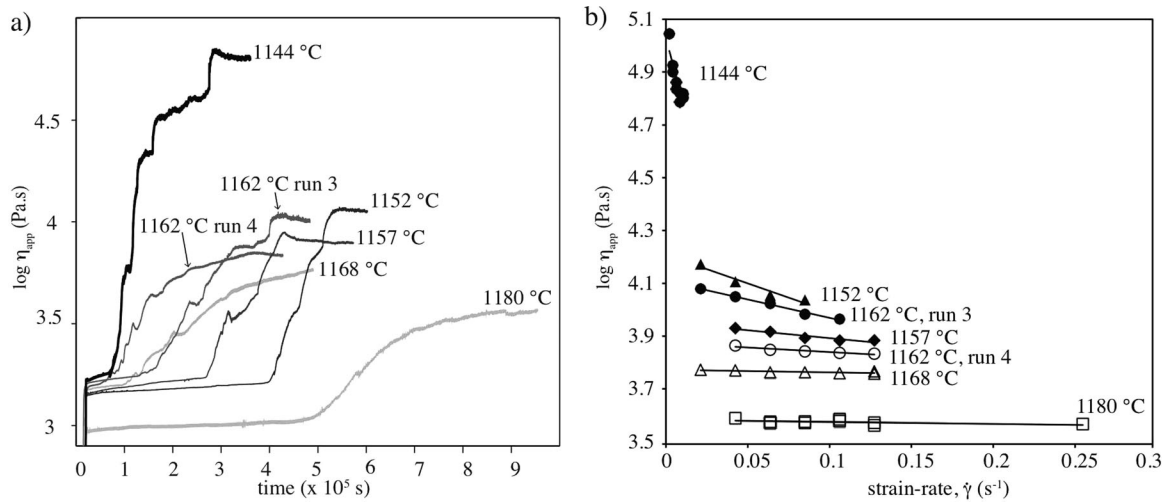 a)
1144 °C
4.5
1162 °C run 3
1152 °C
4
1162 °C run 4
1157 °C
1168 °C
1180 °C
3.5
3
log ηapp (Pa.s)
0 1 2 3 4 5 6 7 8 9
time (x 10⁵ s)
b)
5.1
4.9
1144 °C
4.7
4.5
4.3
4.1
1152 °C
1162 °C, run 3
3.9
1157 °C
1162 °C, run 4
1168 °C
3.7
1180 °C
3.5
log ηapp (Pa.s)
0 0.05 0.1 0.15 0.2 0.25 0.3
strain-rate, γ̇ (s⁻¹)